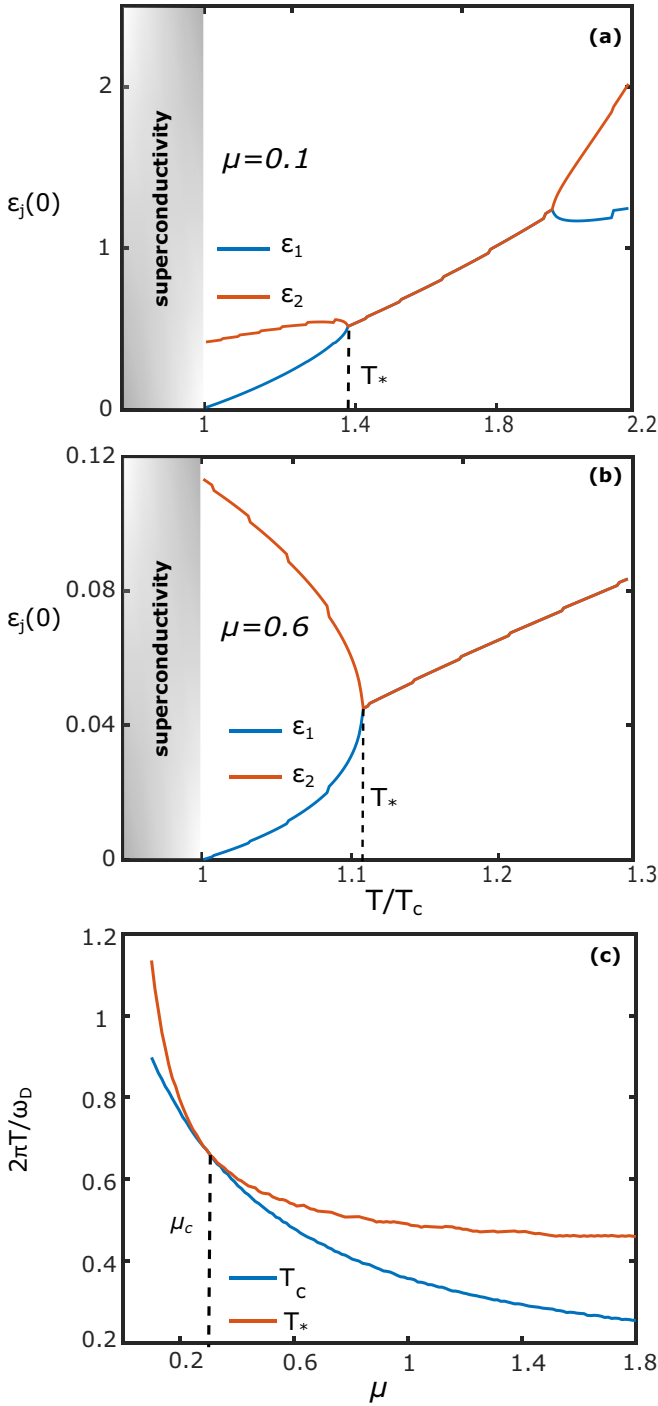 (a)
2
1
0
εj(0)
superconductivity
μ=0.1
ε1
ε2
T*
1 1.4 1.8 2.2
(b)
0.12
0.08
0.04
0
εj(0)
superconductivity
μ=0.6
ε1
ε2
T*
1 1.1 1.2 1.3
T/Tc
(c)
1.2
1
0.8
0.6
0.4
0.2
2πT/ωD
μc
Tc
T*
0.2 0.6 1 1.4 1.8
μ